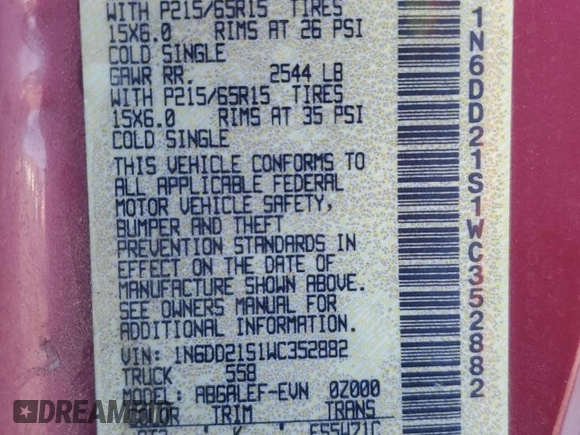 WITH P215/65R15 TIRES
15X6.0 RIMS AT 26 PSI
COLD SINGLE
GAWR RR. 2544 LB
WITH P215/65R15 TIRES
15X6.0 RIMS AT 35 PSI
COLD SINGLE
THIS VEHICLE CONFORMS TO
ALL APPLICABLE FEDERAL
MOTOR VEHICLE SAFETY,
BUMPER AND THEFT
PREVENTION STANDARDS IN
EFFECT ON THE DATE OF
MANUFACTURE SHOWN ABOVE.
SEE OWNERS MANUAL FOR
ADDITIONAL INFORMATION.
VIN: 1N6DD21S1WC352882
TRUCK 558
MODEL: ABGALEF-EVN 0Z000
TRIM TRANS
K FS5W71C
1N6DD21S1WC352882